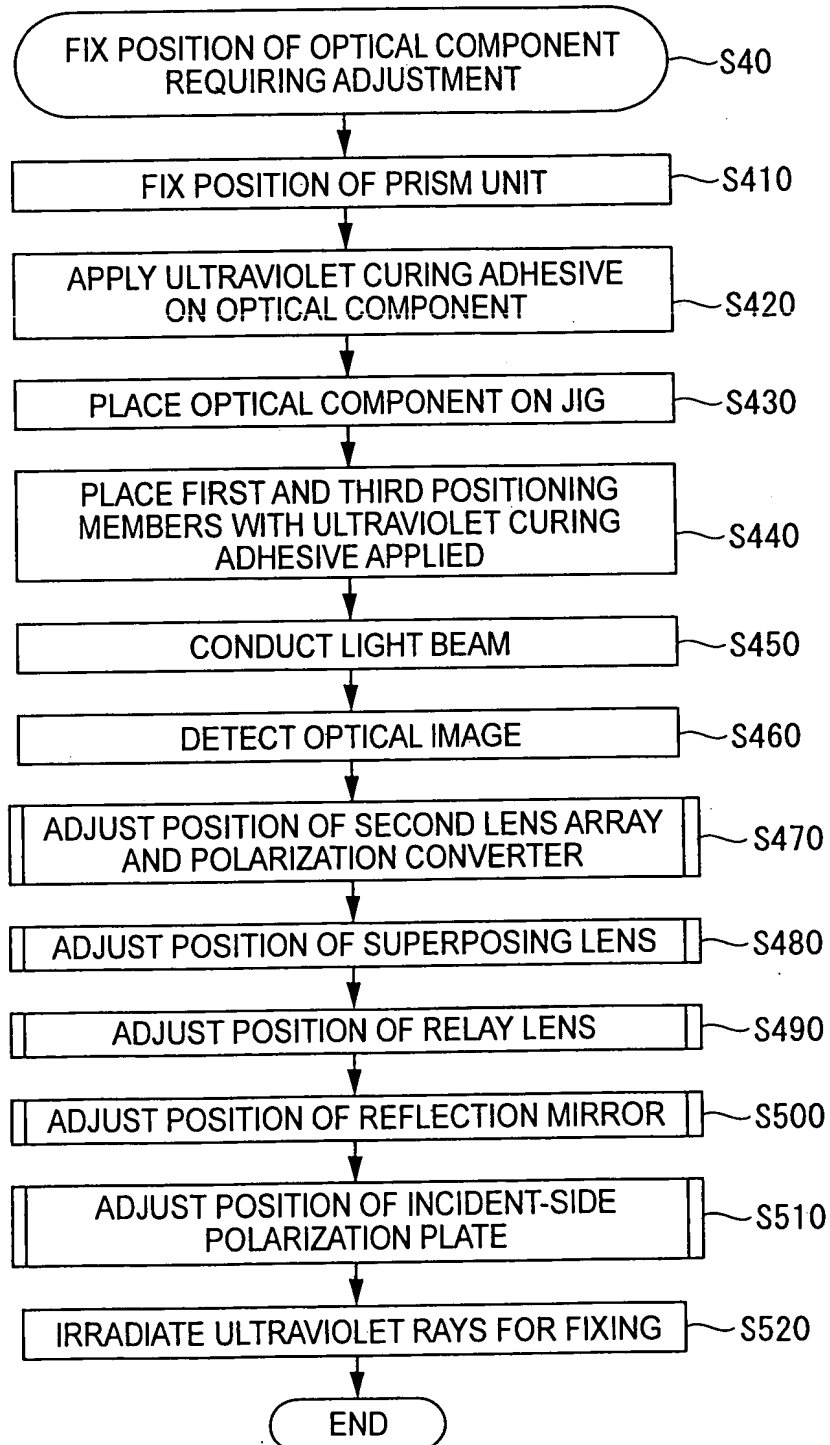 FIX POSITION OF OPTICAL COMPONENT
REQUIRING ADJUSTMENT
S40
FIX POSITION OF PRISM UNIT
S410
APPLY ULTRAVIOLET CURING ADHESIVE
ON OPTICAL COMPONENT
S420
PLACE OPTICAL COMPONENT ON JIG
S430
PLACE FIRST AND THIRD POSITIONING
MEMBERS WITH ULTRAVIOLET CURING
ADHESIVE APPLIED
S440
CONDUCT LIGHT BEAM
S450
DETECT OPTICAL IMAGE
S460
ADJUST POSITION OF SECOND LENS ARRAY
AND POLARIZATION CONVERTER
S470
ADJUST POSITION OF SUPERPOSING LENS
S480
ADJUST POSITION OF RELAY LENS
S490
ADJUST POSITION OF REFLECTION MIRROR
S500
ADJUST POSITION OF INCIDENT-SIDE
POLARIZATION PLATE
S510
IRRADIATE ULTRAVIOLET RAYS FOR FIXING
S520
END